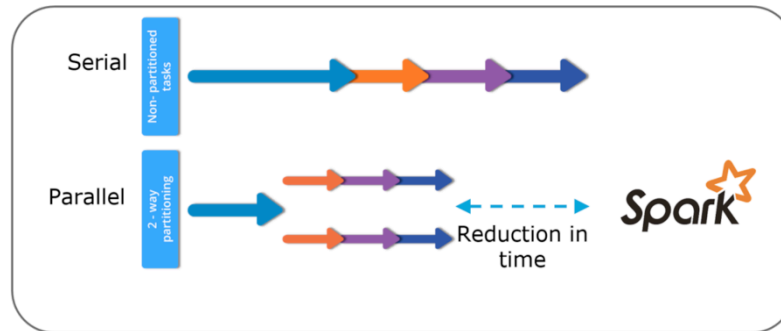 Serial
Non- partitioned
tasks
Parallel
2 - way
partitioning
Reduction in
time
Spark